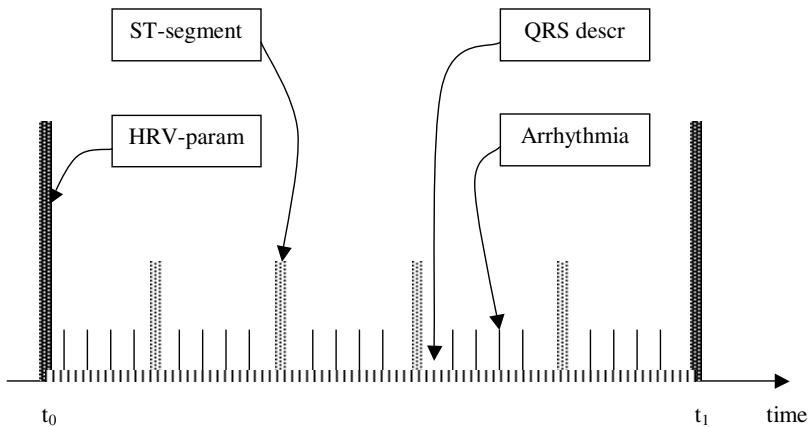 ST-segment
QRS descr
HRV-param
Arrhythmia
t₀
t₁
time